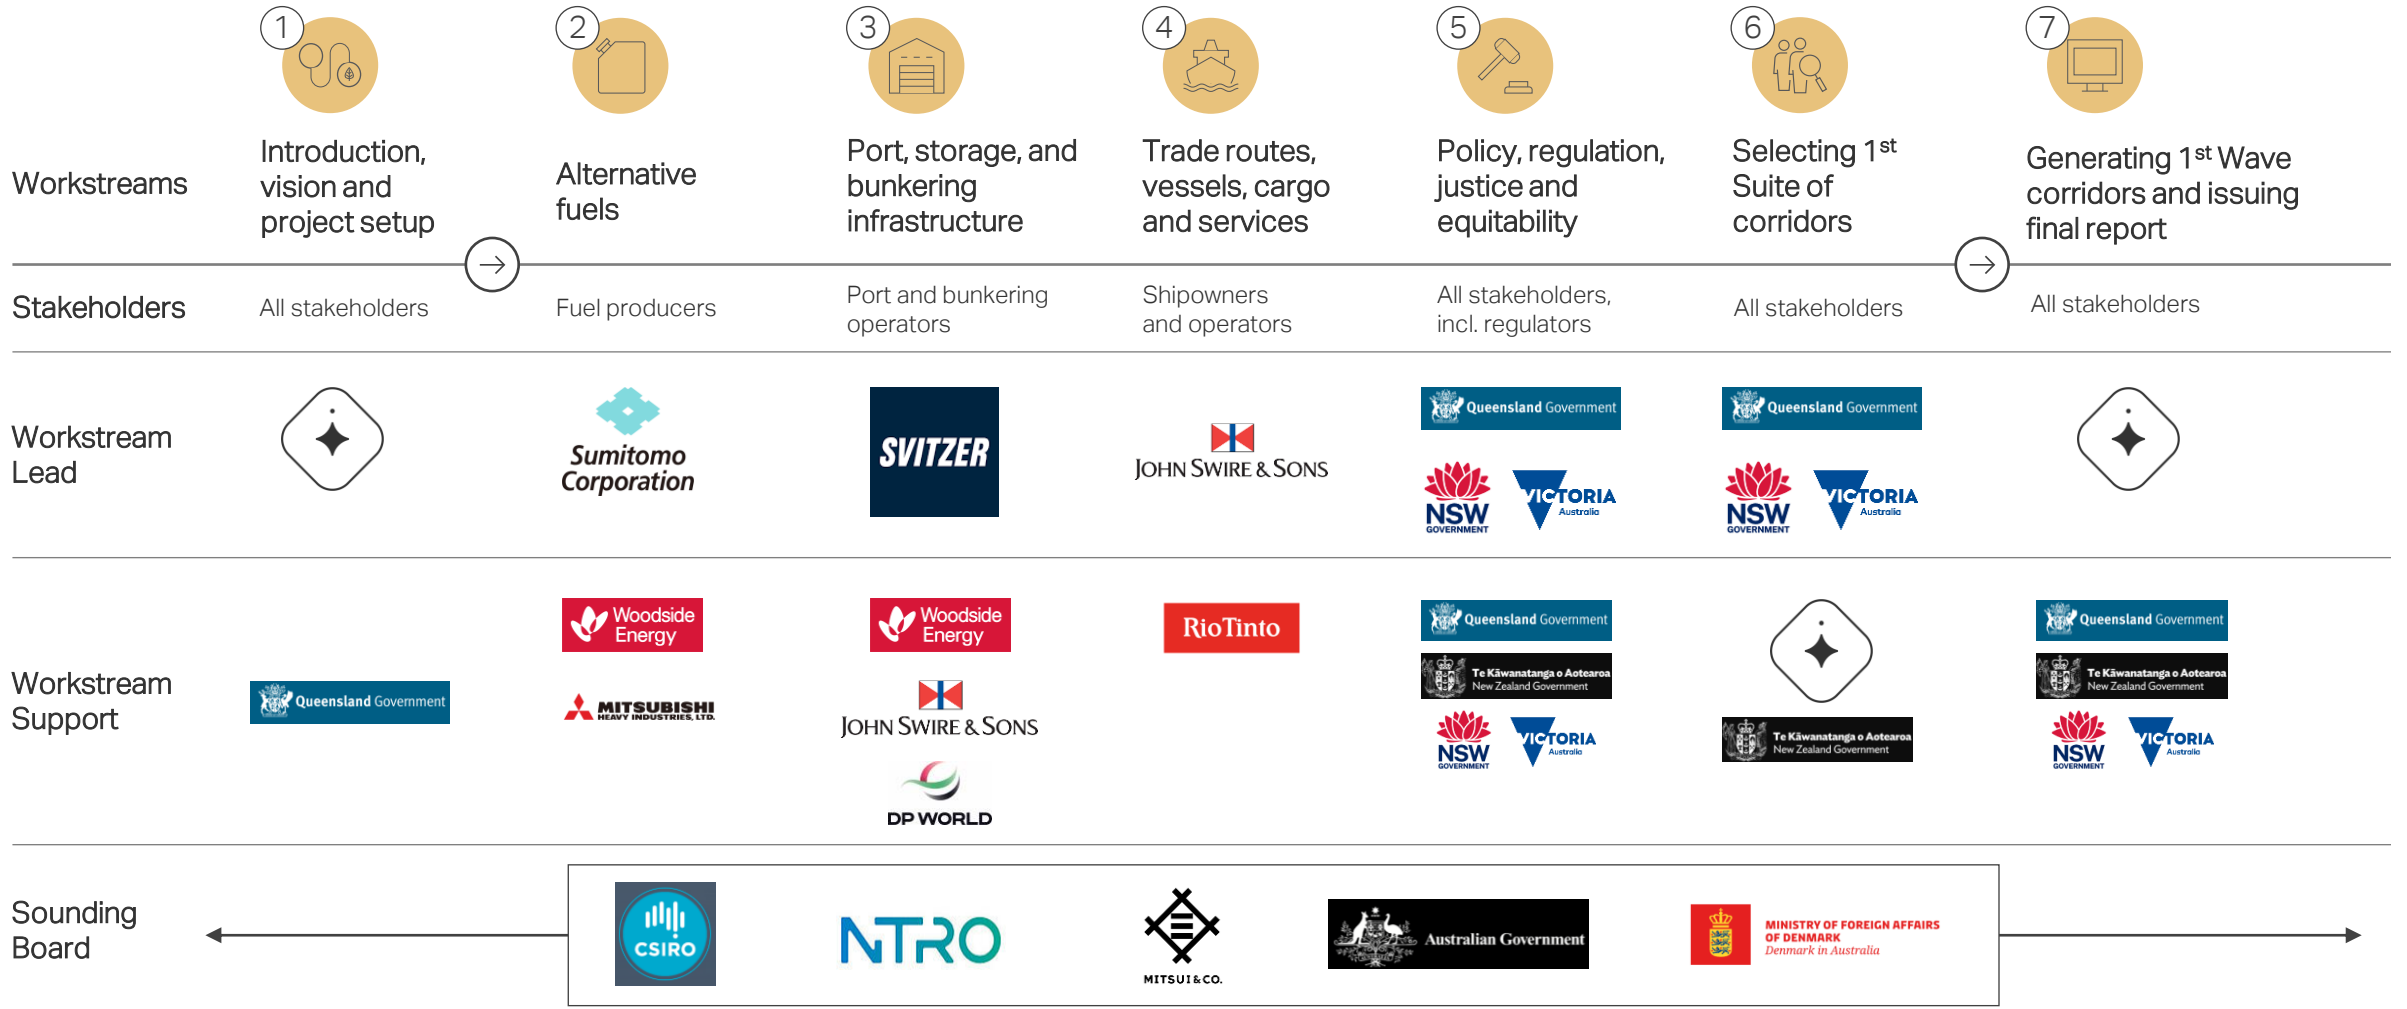 1
2
3
4
5
6
7
Workstreams
Introduction,
vision and
project setup
Alternative
fuels
Port, storage, and
bunkering
infrastructure
Trade routes,
vessels, cargo
and services
Policy, regulation,
justice and
equitability
Selecting 1st
Suite of
corridors
Generating 1st Wave
corridors and issuing
final report
Stakeholders
All stakeholders
Fuel producers
Port and bunkering
operators
Shipowners
and operators
All stakeholders,
incl. regulators
All stakeholders
All stakeholders
Workstream
Lead
Sumitomo
Corporation
SVITZER
JOHN SWIRE & SONS
Queensland Government
NSW
GOVERNMENT
VICTORIA
Australia
Queensland Government
NSW
GOVERNMENT
VICTORIA
Australia
Workstream
Support
Queensland Government
Woodside
Energy
MITSUBISHI
HEAVY INDUSTRIES, LTD.
Woodside
Energy
JOHN SWIRE & SONS
DP WORLD
RioTinto
Queensland Government
Te Kāwanatanga o Aotearoa
New Zealand Government
NSW
GOVERNMENT
VICTORIA
Australia
Te Kāwanatanga o Aotearoa
New Zealand Government
Queensland Government
Te Kāwanatanga o Aotearoa
New Zealand Government
NSW
GOVERNMENT
VICTORIA
Australia
Sounding
Board
CSIRO
NTRO
MITSUI & CO.
Australian Government
MINISTRY OF FOREIGN AFFAIRS
OF DENMARK
Denmark in Australia